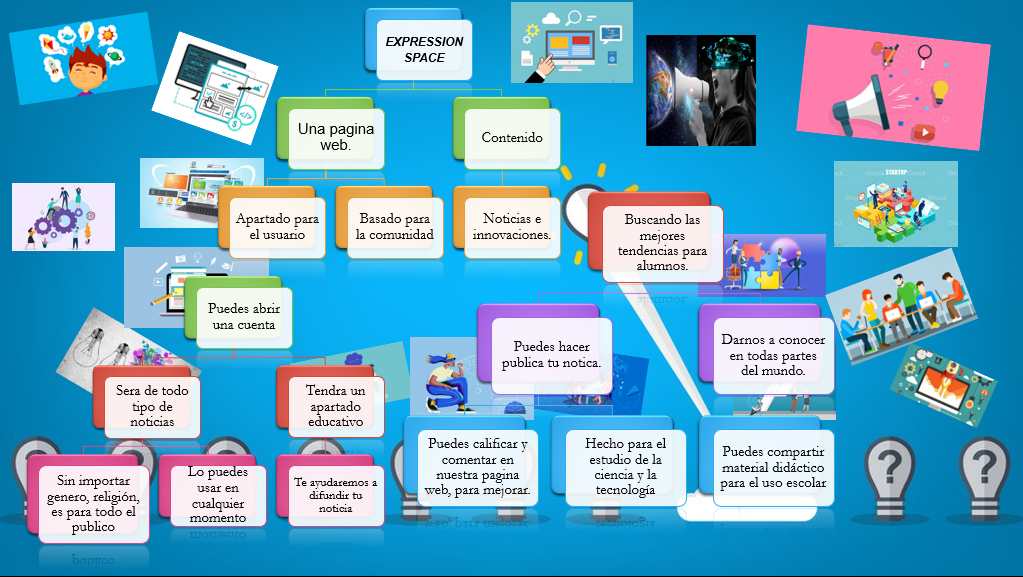 EXPRESSION
SPACE
Una pagina
web.
Contenido
Apartado para
el usuario
Basado para
la comunidad
Noticias e
innovaciones.
Buscando las
mejores
tendencias para
alumnos.
Puedes abrir
una cuenta
Puedes hacer
publica tu notica.
Darnos a conocer
en todas partes
del mundo.
Sera de todo
tipo de
noticias
Tendra un
apartado
educativo
Puedes calificar y
comentar en
nuestra pagina
web, para mejorar.
Hecho para el
estudio de la
ciencia y la
tecnología
Puedes compartir
material didáctico
para el uso escolar
Sin importar
genero, religión,
es para todo el
publico
Lo puedes
usar en
cualquier
momento
Te ayudaremos a
difundir tu
noticia
STARTUP